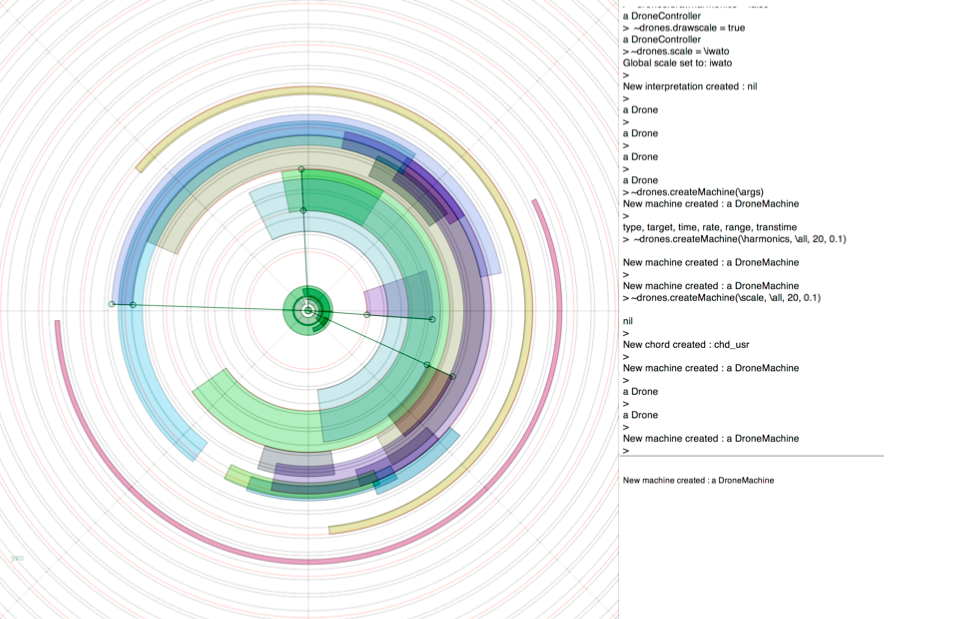 a DroneController
> ~drones.drawscale = true
a DroneController
>~drones.scale = \iwato
Global scale set to: iwato
>
New interpretation created : nil
>
a Drone
>
a Drone
>
a Drone
>
a Drone
>~drones.createMachine(\args)
New machine created : a DroneMachine
>
type, target, time, rate, range, transtime
> ~drones.createMachine(\harmonics, \all, 20, 0.1)
New machine created : a DroneMachine
>
New machine created : a DroneMachine
>~drones.createMachine(\scale, \all, 20, 0.1)
nil
>
New chord created : chd_usr
>
New machine created : a DroneMachine
>
a Drone
>
a Drone
>
New machine created : a DroneMachine
>
New machine created : a DroneMachine